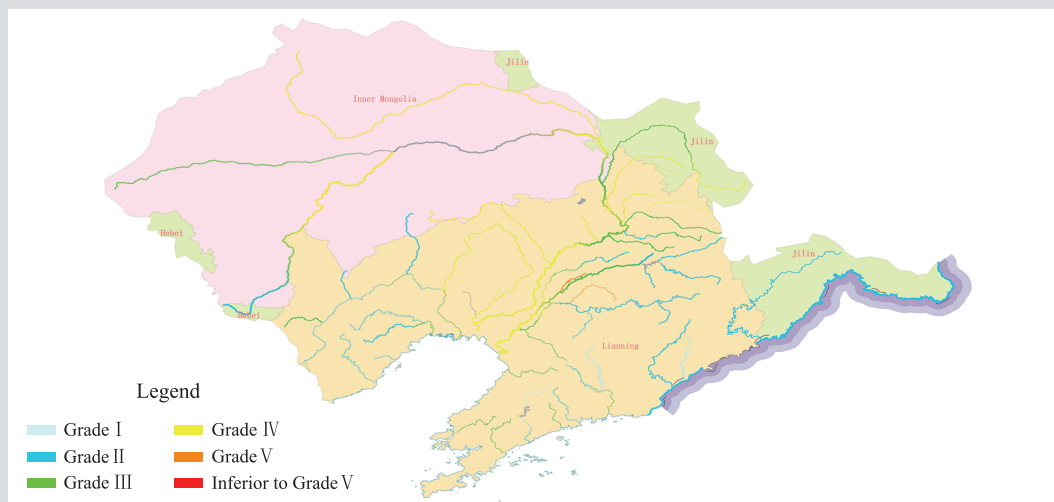 Jilin
Inner Mongolia
Jilin
Hebei
Jilin
Hebei
Liaoning
Legend
Grade Ⅰ
Grade Ⅱ
Grade Ⅲ
Grade Ⅳ
Grade Ⅴ
Inferior to Grade Ⅴ